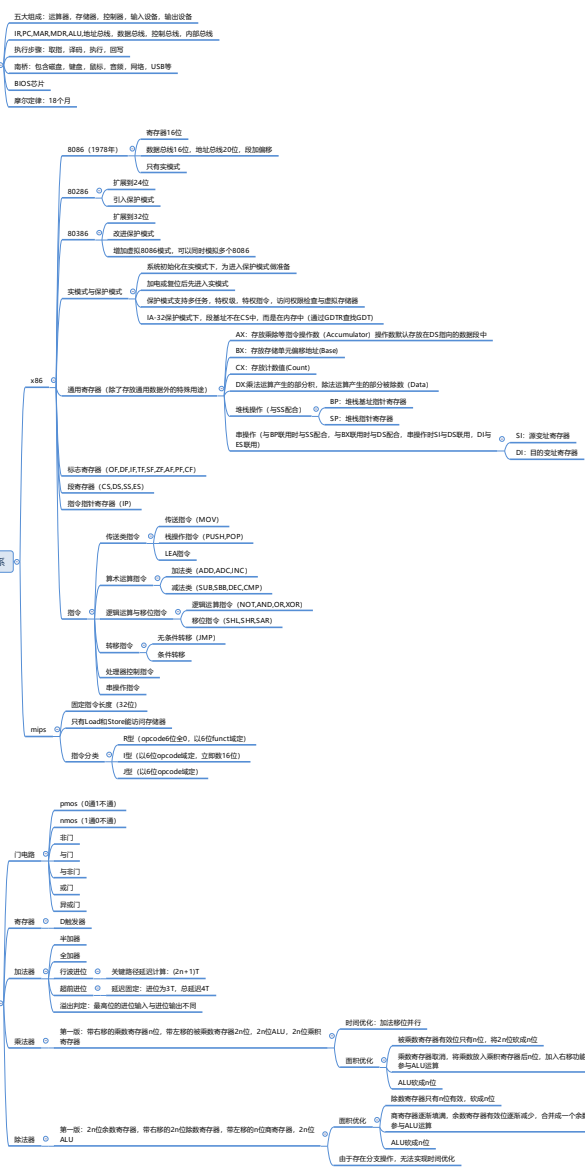 五大组成：运算器，存储器，控制器，输入设备，输出设备
IR,PC,MAR,MDR,ALU,地址总线，数据总线，控制总线，内部总线
执行步骤：取指，译码，执行，回写
南桥：包含磁盘，键盘，鼠标，音频，网络，USB等
BIOS芯片
摩尔定律：18个月
系
x86
8086（1978年）
寄存器16位
数据总线16位，地址总线20位，段加偏移
只有实模式
80286
扩展到24位
引入保护模式
80386
扩展到32位
改进保护模式
增加虚拟8086模式，可以同时模拟多个8086
实模式与保护模式
系统初始化在实模式下，为进入保护模式做准备
加电或复位后先进入实模式
保护模式支持多任务，特权级，特权指令，访问权限检查与虚拟存储器
IA-32保护模式下，段基址不在CS中，而是在内存中（通过GDTR查找GDT)
通用寄存器（除了存放通用数据外的特殊用途）
AX：存放乘除等指令操作数（Accumulator）操作数默认存放在DS指向的数据段中
BX：存放存储单元偏移地址(Base)
CX：存放计数值(Count)
DX:乘法运算产生的部分积，除法运算产生的部分被除数（Data）
堆栈操作（与SS配合）
BP：堆栈基址指针寄存器
SP：堆栈指针寄存器
串操作（与BP联用时与SS配合，与BX联用时与DS配合，串操作时SI与DS联用，DI与
ES联用）
SI：源变址寄存器
DI：目的变址寄存器
标志寄存器（OF,DF,IF,TF,SF,ZF,AF,PF,CF）
段寄存器（CS,DS,SS,ES）
指令指针寄存器（IP）
指令
传送类指令
传送指令（MOV）
栈操作指令（PUSH,POP）
LEA指令
算术运算指令
加法类（ADD,ADC,INC）
减法类（SUB,SBB,DEC,CMP）
逻辑运算与移位指令
逻辑运算指令（NOT,AND,OR,XOR）
移位指令（SHL,SHR,SAR）
转移指令
无条件转移（JMP）
条件转移
处理器控制指令
串操作指令
mips
固定指令长度（32位）
只有Load和Store能访问存储器
指令分类
R型（opcode6位全0，以6位funct域定）
I型（以6位opcode域定，立即数16位）
J型（以6位opcode域定）
门电路
pmos（0通1不通）
nmos（1通0不通）
非门
与门
与非门
或门
异或门
寄存器
D触发器
加法器
半加器
全加器
行波进位
关键路径延迟计算：(2n+1)T
超前进位
延迟固定：进位为3T，总延迟4T
溢出判定：最高位的进位输入与进位输出不同
乘法器
第一版：带右移的乘数寄存器n位，带左移的被乘数寄存器2n位，2n位ALU，2n位乘积
寄存器
时间优化：加法移位并行
面积优化
被乘数寄存器有效位只有n位，将2n位砍成n位
乘数寄存器取消，将乘数放入乘积寄存器后n位，加入右移功能
参与ALU运算
ALU砍成n位
除法器
第一版：2n位余数寄存器，带右移的2n位除数寄存器，带左移的n位商寄存器，2n位
ALU
面积优化
除数寄存器只有n位有效，砍成n位
商寄存器逐渐填满，余数寄存器有效位逐渐减少，合并成一个余数
参与ALU运算
ALU砍成n位
由于存在分支操作，无法实现时间优化